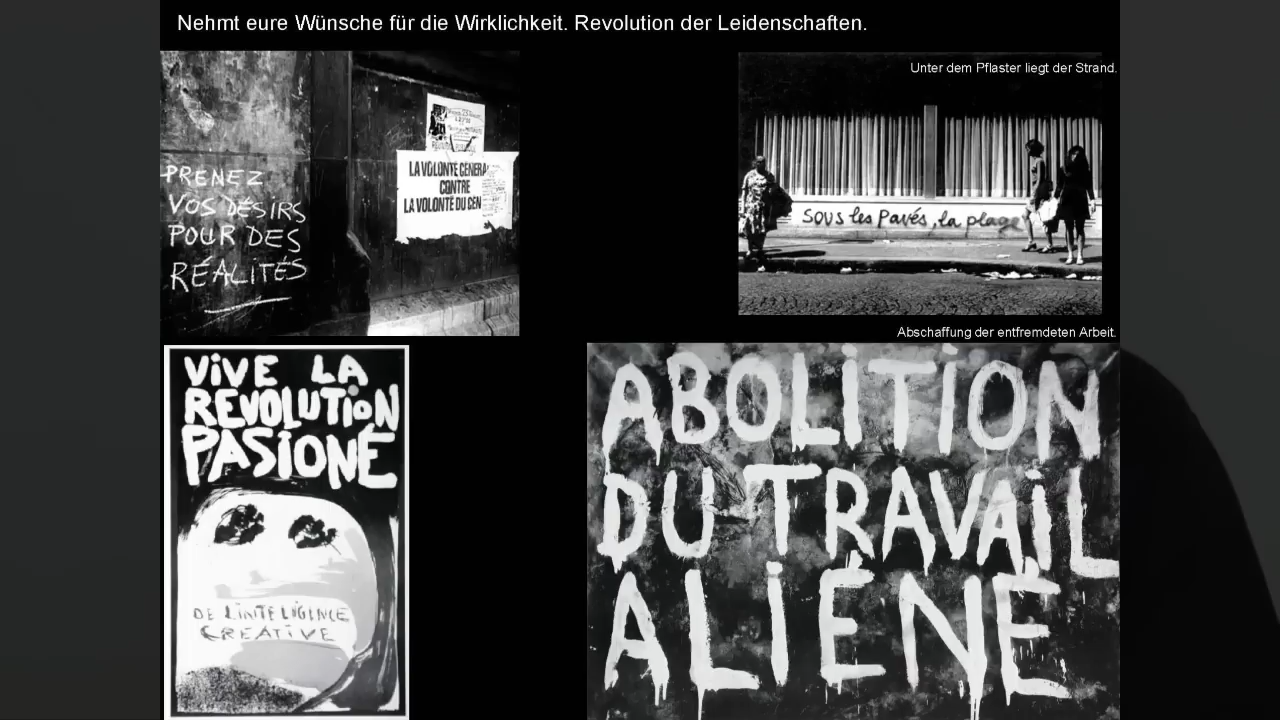 Nehmt eure Wünsche für die Wirklichkeit. Revolution der Leidenschaften.
PRENEZ
VOS DÉSIRS
POUR DES
RÉALITÉS
LA VOLONTE GENERA
CONTRE
LA VOLONTÉ DU GEN
Unter dem Pflaster liegt der Strand.
SOUS les Pavés, la plage
Abschaffung der entfremdeten Arbeit.
ViVE LA
REVOLUTiON
PASiONÉ
DE L'INTELIGENCE
CREATIVE
ABOLiTiON
DU TRAVAiL
ALiÉNÉ